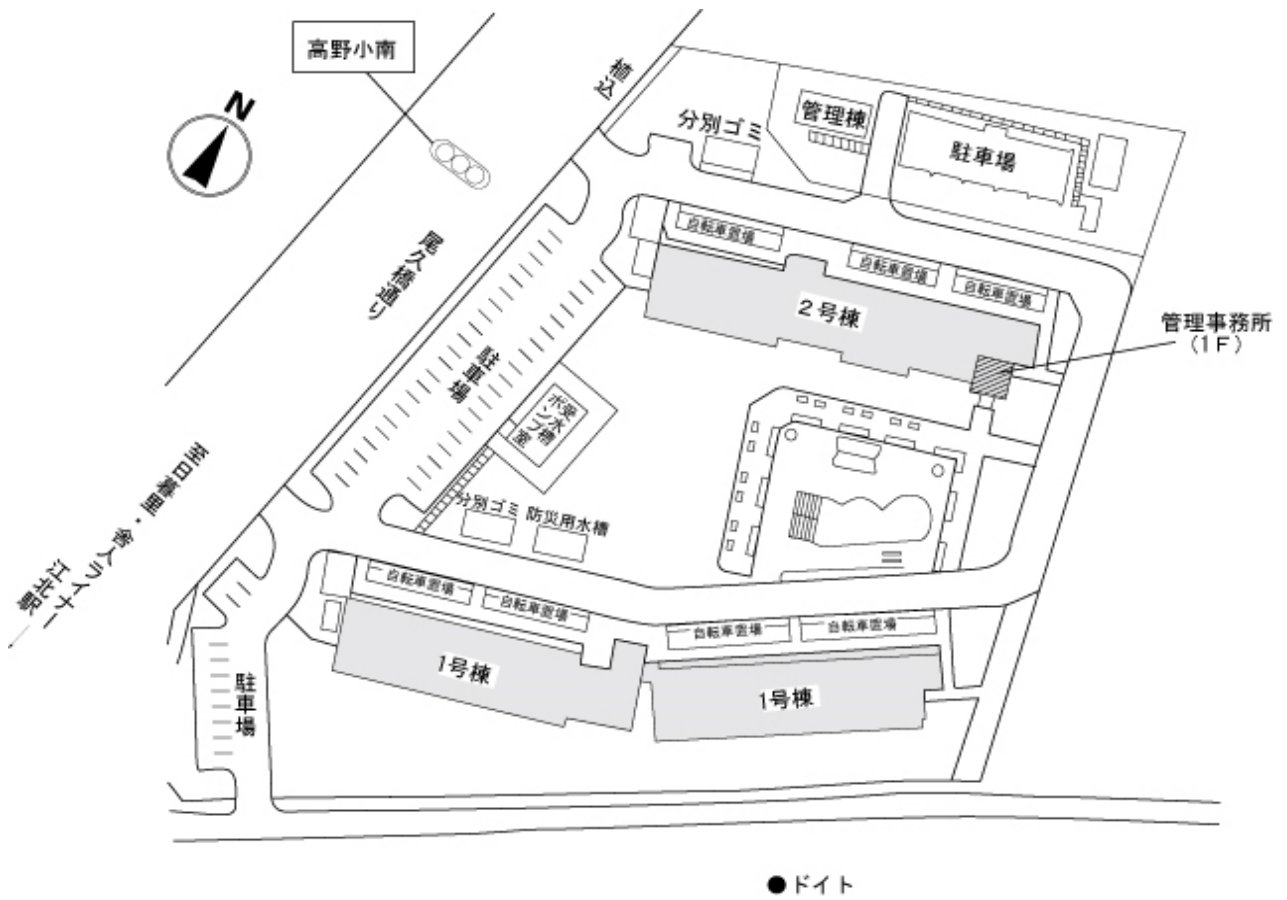 高野小南
N
植込
分別ゴミ
管理棟
駐車場
自転車置場
自転車置場
自転車置場
2号棟
尾久橋通り
管理事務所
(1F)
駐車場
受水槽
ポンプ室
至日暮里・舎人ライナー
江北駅
分別ゴミ
防災用水槽
自転車置場
自転車置場
自転車置場
自転車置場
1号棟
1号棟
駐車場
●ドイト